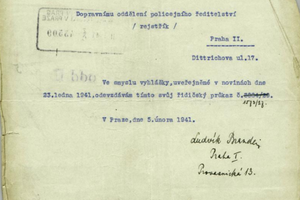 Dopravnímu oddělení policejního ředitelství
/ rejstřík /
Praha II.
Dittrichova ul.17.
Ve smyslu vyhlášky, uveřejněné v novinách dne
23.ledna 1941, odevzdávám tímto svůj řidičský průkaz č.
V Praze, dne 3.února 1941.
Ludvík
Praha I.
13.